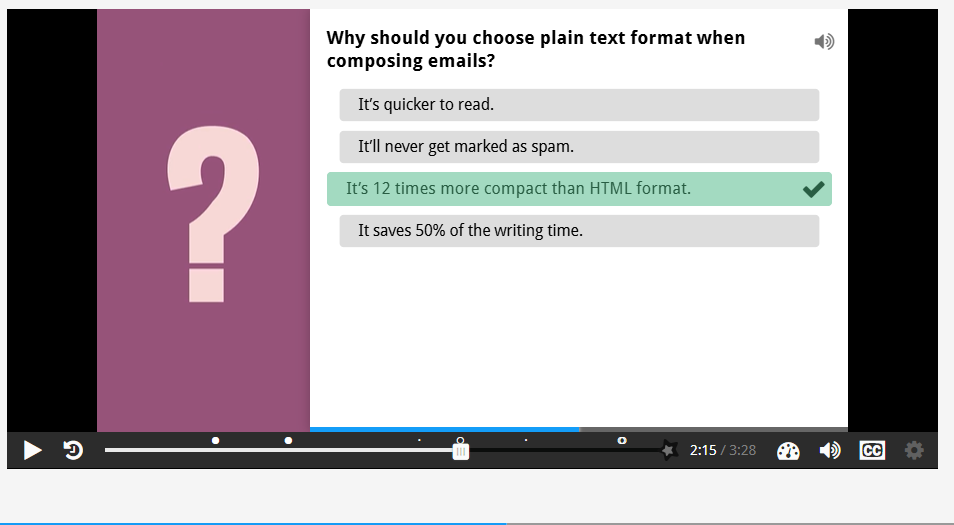 Why should you choose plain text format when
composing emails?
It’s quicker to read.
It’ll never get marked as spam.
It’s 12 times more compact than HTML format.
It saves 50% of the writing time.
?
2:15 / 3:28
CC